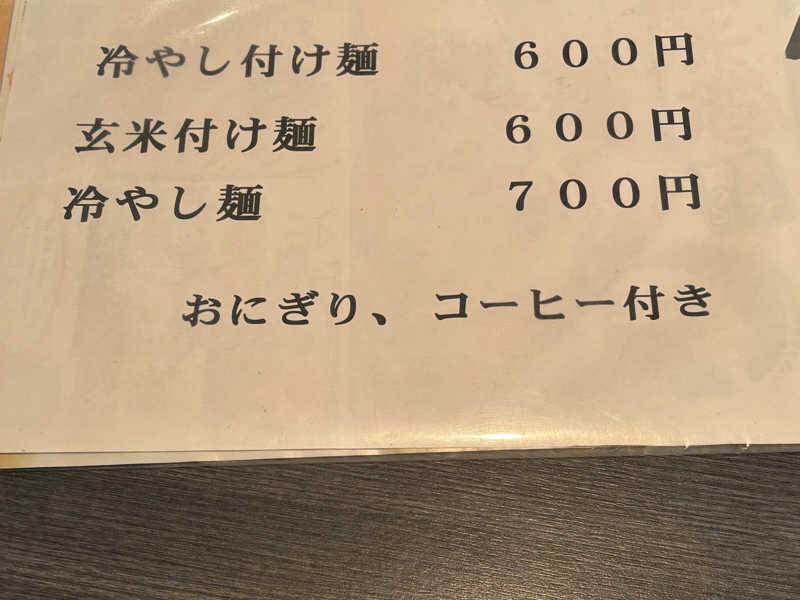 冷やし付け麺 ６００円
玄米付け麺 ６００円
冷やし麺 ７００円
おにぎり、コーヒー付き